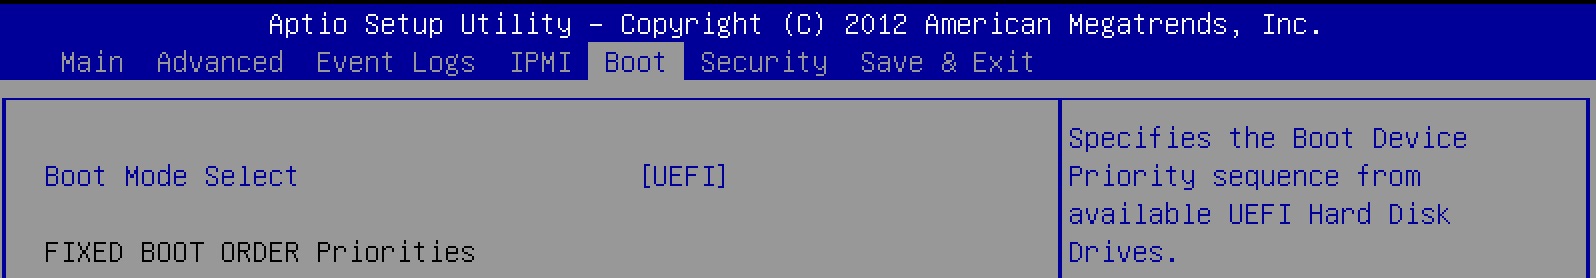 Aptio Setup Utility – Copyright (C) 2012 American Megatrends, Inc.
Main Advanced Event Logs IPMI Boot Security Save & Exit
Boot Mode Select [UEFI]
FIXED BOOT ORDER Priorities
Specifies the Boot Device
Priority sequence from
available UEFI Hard Disk
Drives.